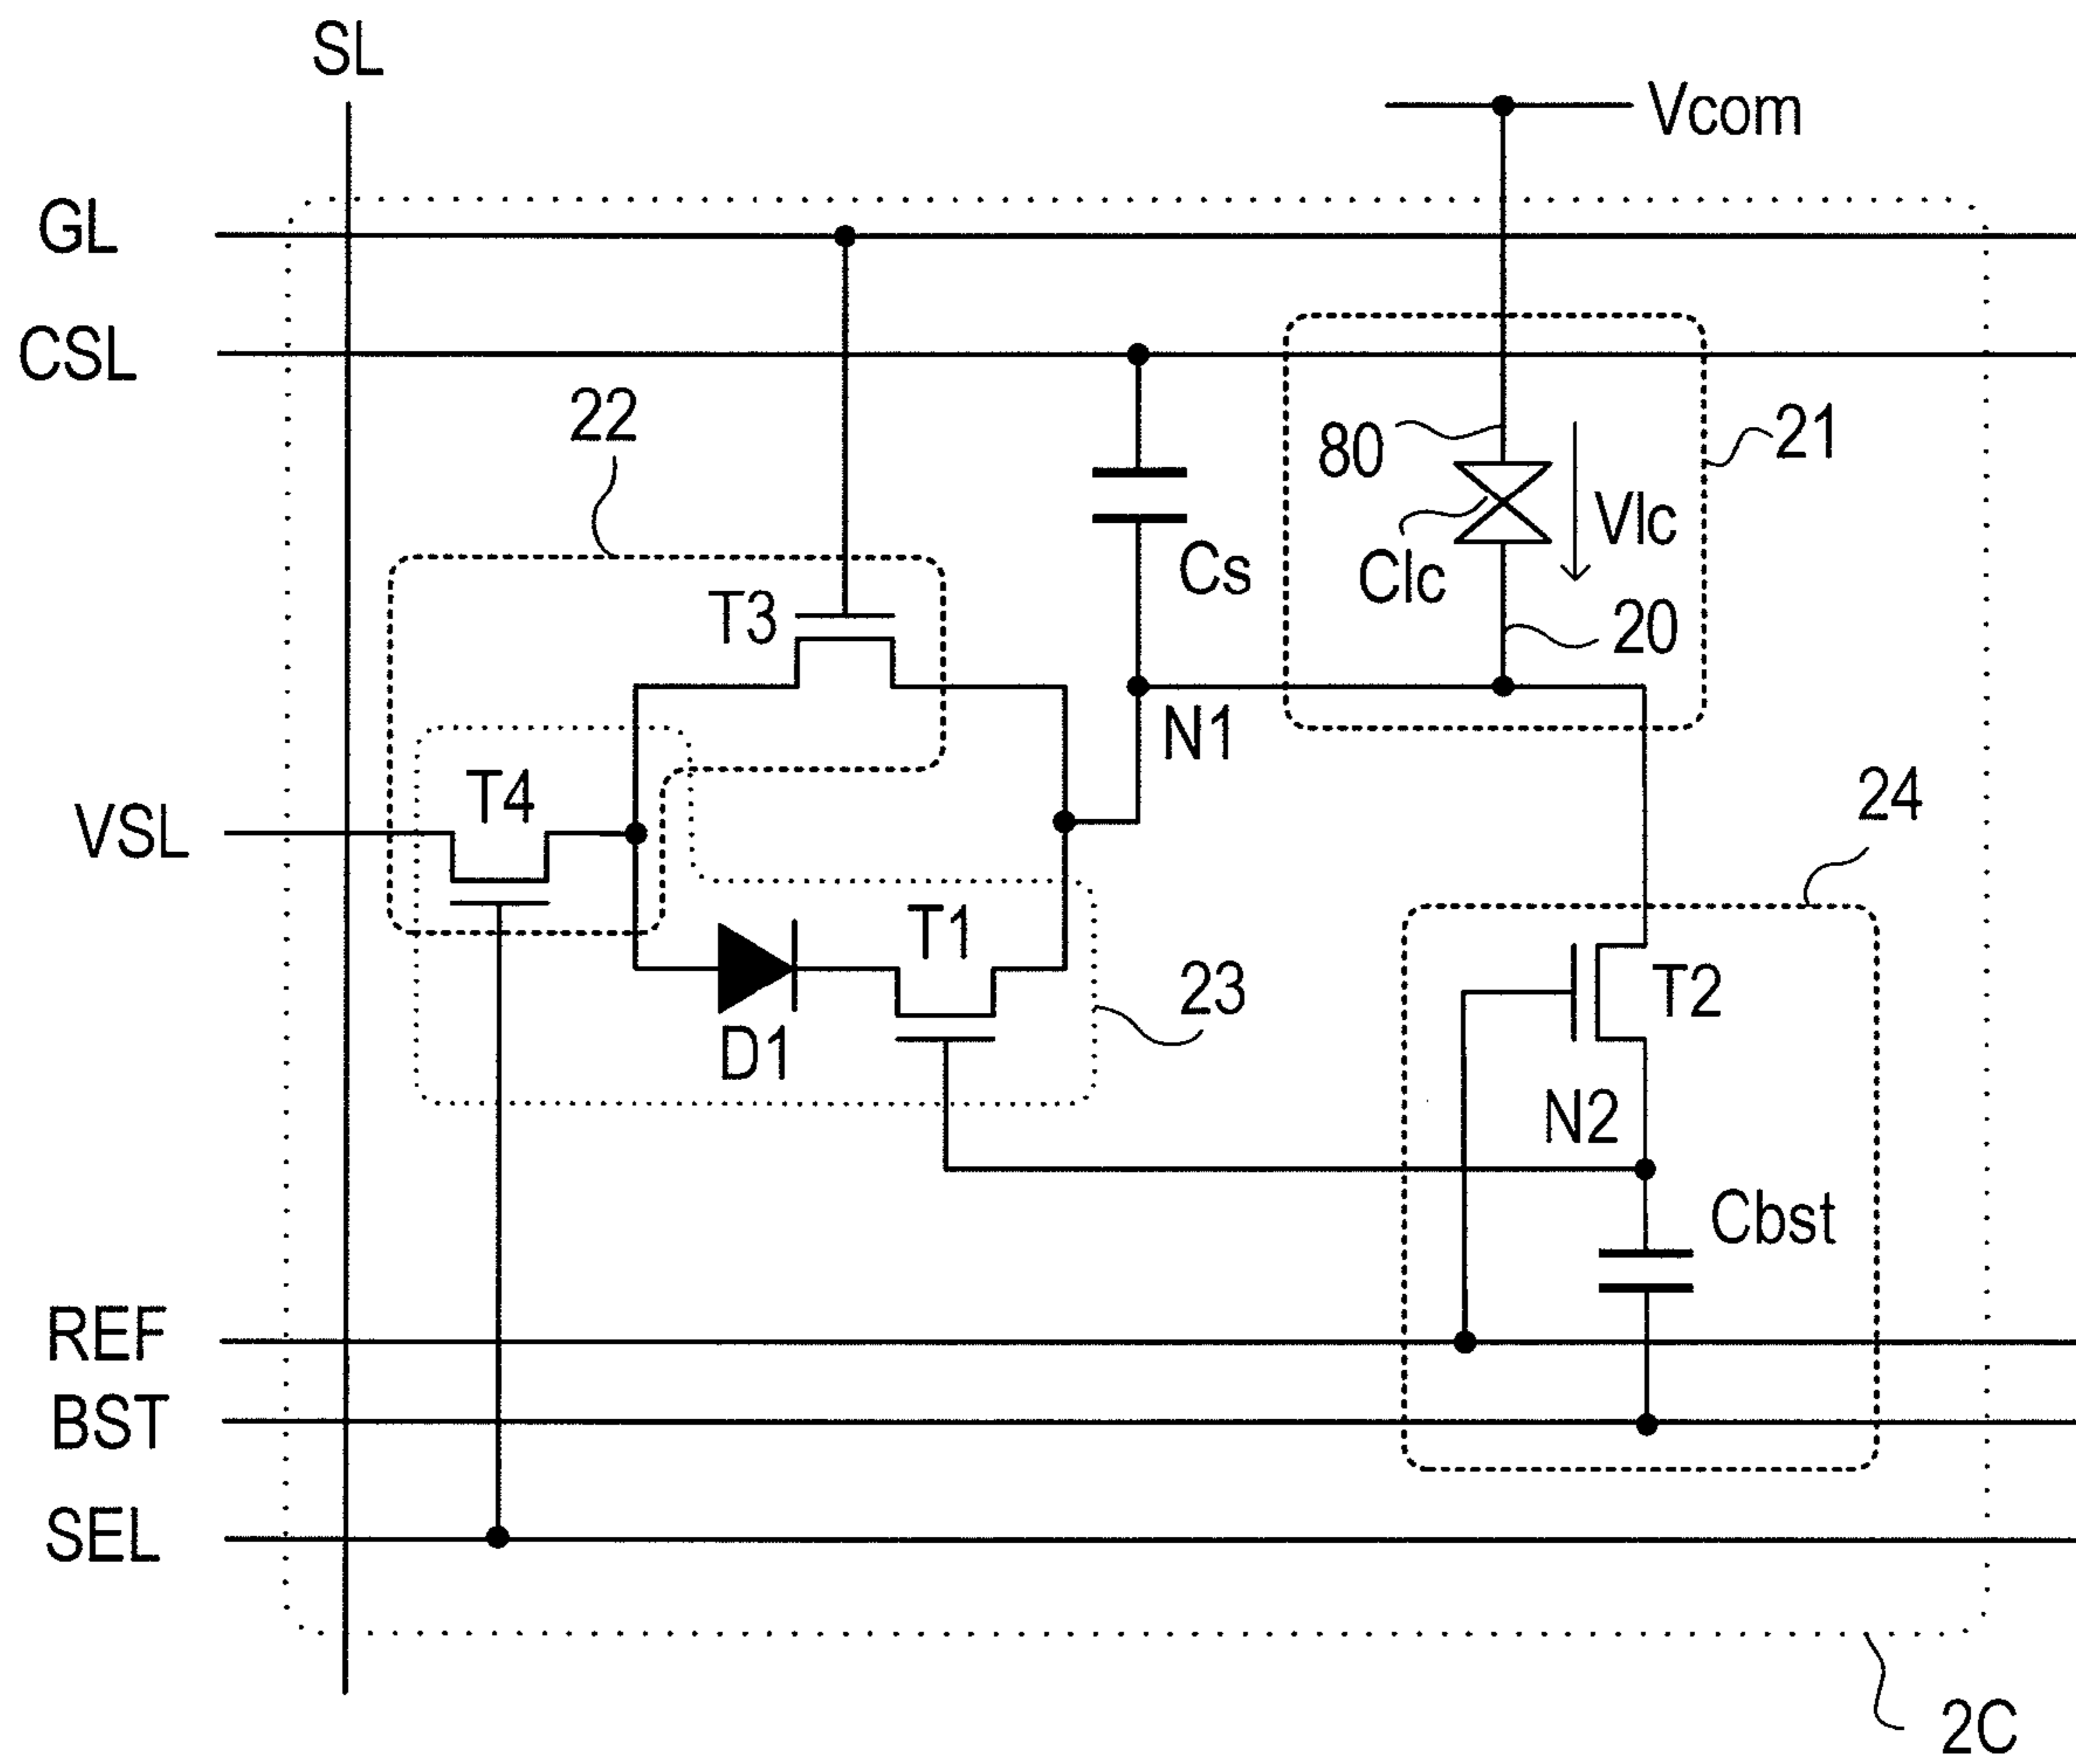 SL
Vcom
GL
CSL
22
80
21
Vlc
Clc
Cs
T3
20
N1
T4
VSL
24
T1
23
T2
D1
N2
Cbst
REF
BST
SEL
2C